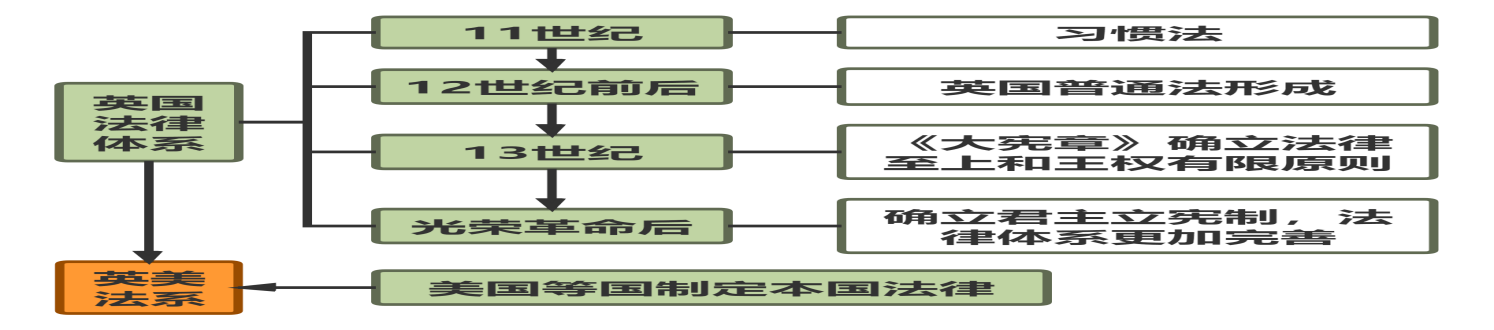 英国
法律
体系
11世纪
习惯法
12世纪前后
英国普通法形成
13世纪
《大宪章》确立法律
至上和王权有限原则
光荣革命后
确立君主立宪制，法
律体系更加完善
英美
法系
美国等国制定本国法律